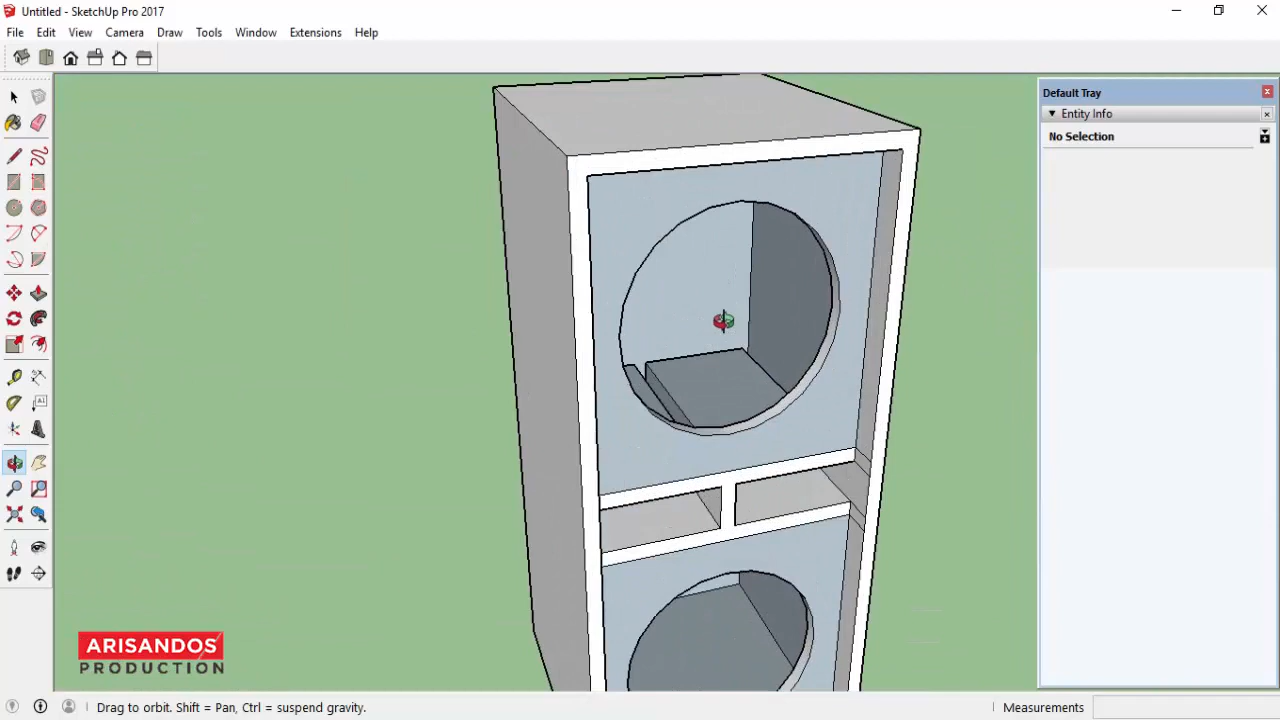 Untitled - SketchUp Pro 2017
File Edit View Camera Draw Tools Window Extensions Help
Default Tray
Entity Info
No Selection
ARISANDOS
PRODUCTION
Drag to orbit. Shift = Pan, Ctrl = suspend gravity.
Measurements